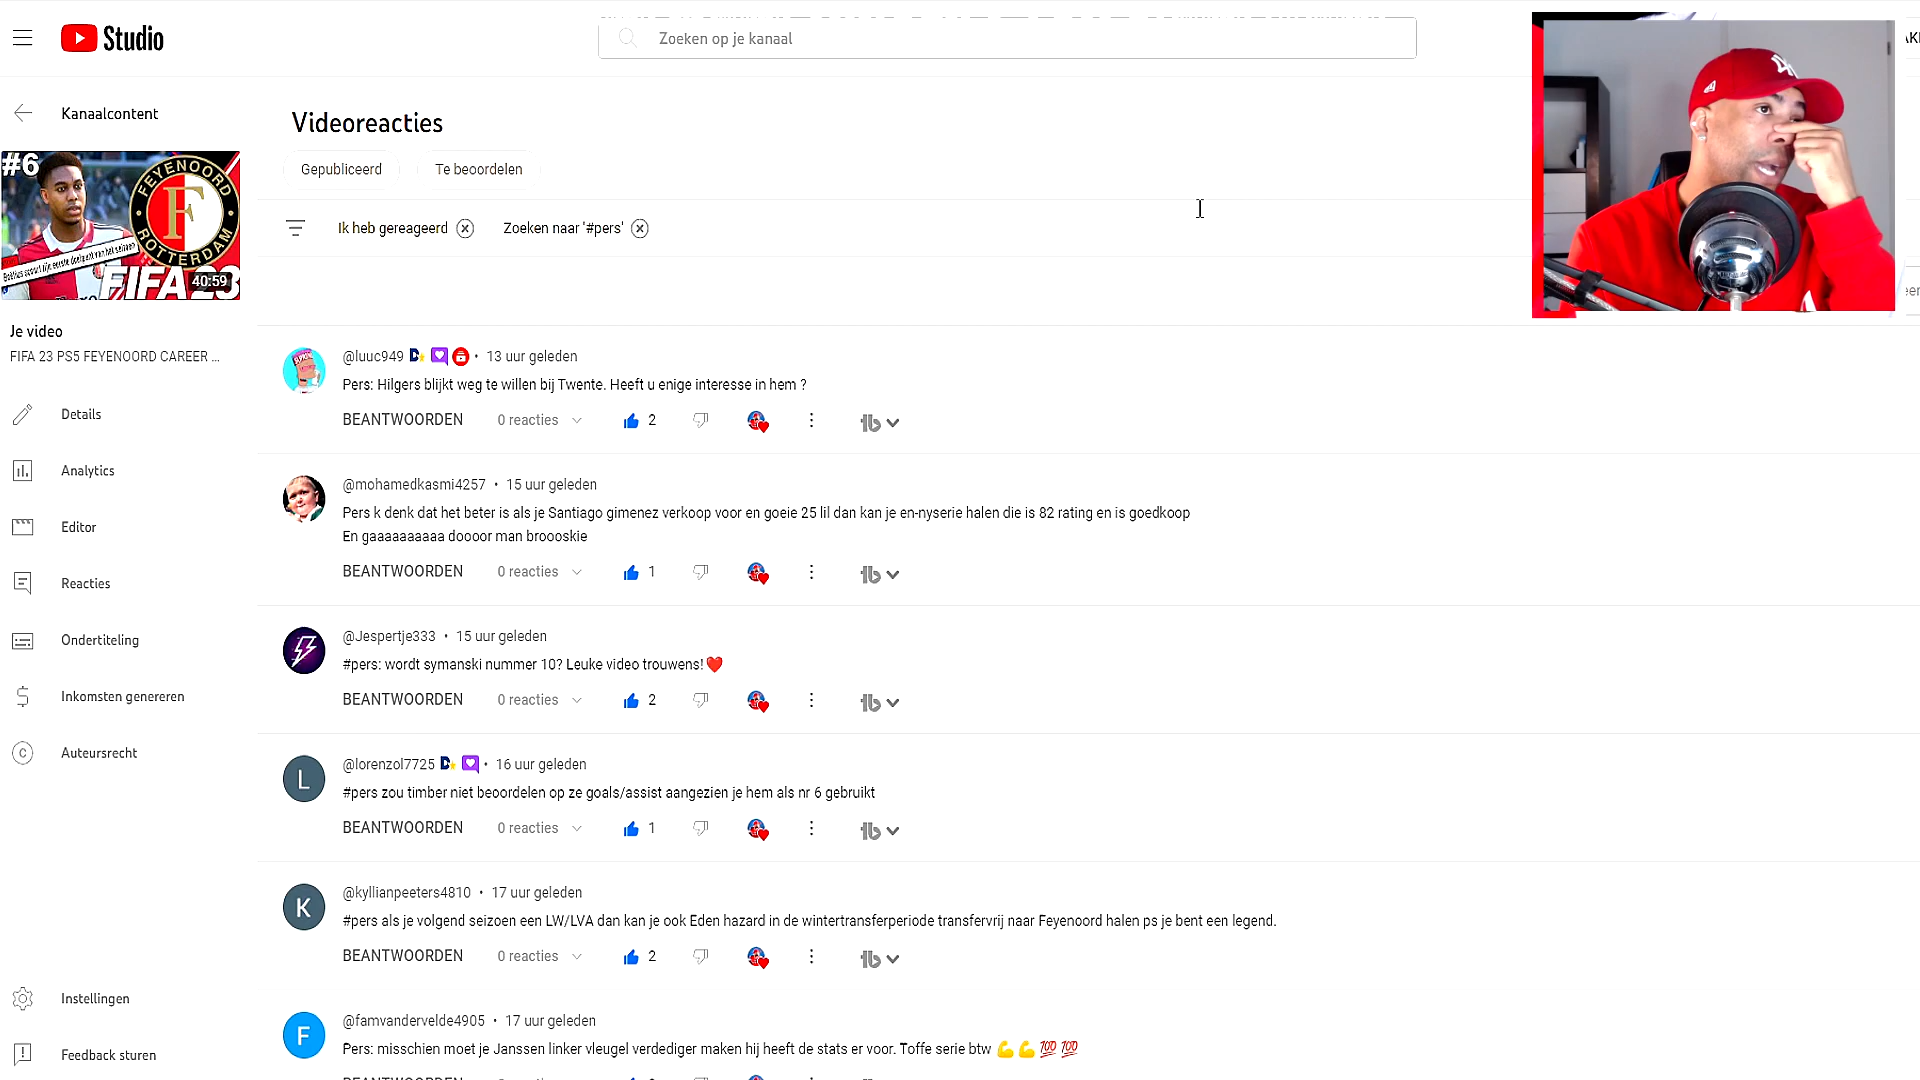 Studio
Zoeken op je kanaal
Kanaalcontent
#6
FEYENOORD
ROTTERDAM
FIFA 23
40:59
Je video
FIFA 23 PS5 FEYENOORD CAREER ...
Details
Analytics
Editor
Reacties
Ondertiteling
Inkomsten genereren
Auteursrecht
Instellingen
Feedback sturen
Videoreacties
Gepubliceerd
Te beoordelen
Ik heb gereageerd
Zoeken naar '#pers'
@luuc949 • 13 uur geleden
Pers: Hilgers blijkt weg te willen bij Twente. Heeft u enige interesse in hem ?
BEANTWOORDEN 0 reacties 2
@mohamedkasmi4257 • 15 uur geleden
Pers k denk dat het beter is als je Santiago gimenez verkoop voor en goeie 25 lil dan kan je en-nyserie halen die is 82 rating en is goedkoop
En gaaaaaaaaaa doooor man broooskie
BEANTWOORDEN 0 reacties 1
@Jespertje333 • 15 uur geleden
#pers: wordt symanski nummer 10? Leuke video trouwens!❤️
BEANTWOORDEN 0 reacties 2
L
@lorenzol7725 • 16 uur geleden
#pers zou timber niet beoordelen op ze goals/assist aangezien je hem als nr 6 gebruikt
BEANTWOORDEN 0 reacties 1
K
@kyllianpeeters4810 • 17 uur geleden
#pers als je volgend seizoen een LW/LVA dan kan je ook Eden hazard in de wintertransferperiode transfervrij naar Feyenoord halen ps je bent een legend.
BEANTWOORDEN 0 reacties 2
F
@famvandervelde4905 • 17 uur geleden
Pers: misschien moet je Janssen linker vleugel verdediger maken hij heeft de stats er voor. Toffe serie btw 💪💪💯💯